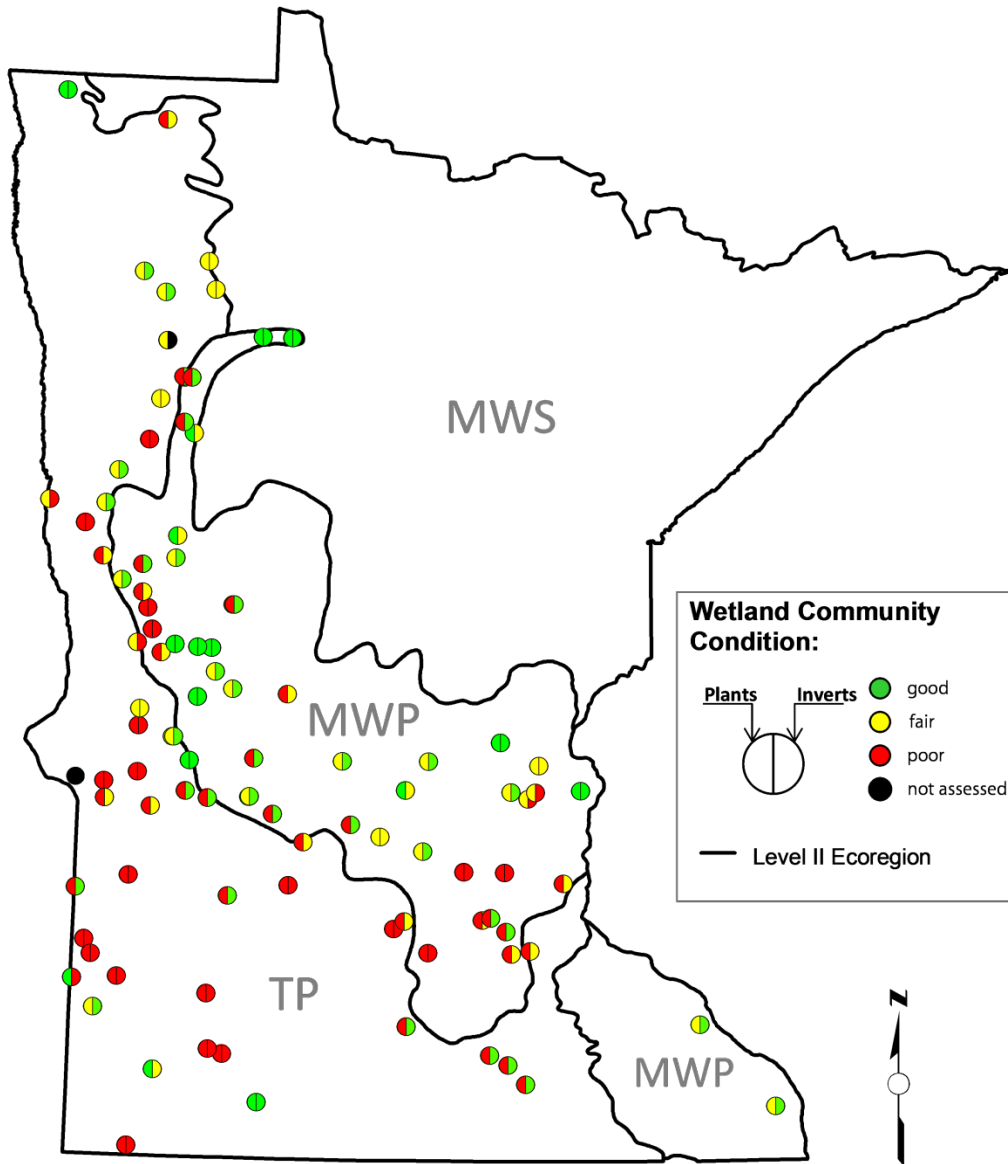 MWS
MWP
TP
MWP
Wetland Community
Condition:
Plants Inverts
good
fair
poor
not assessed
Level II Ecoregion
N